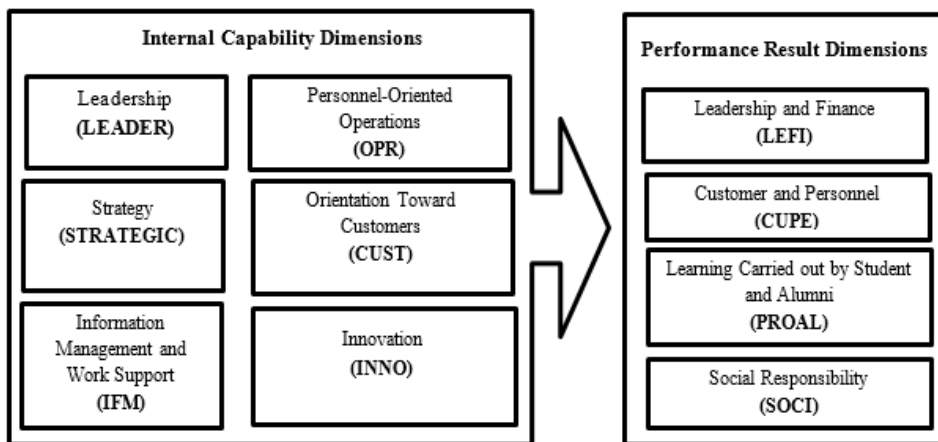 Internal Capability Dimensions
Leadership
(LEADER)
Personnel-Oriented
Operations
(OPR)
Strategy
(STRATEGIC)
Orientation Toward
Customers
(CUST)
Information
Management and
Work Support
(IFM)
Innovation
(INNO)
Performance Result Dimensions
Leadership and Finance
(LEFI)
Customer and Personnel
(CUPE)
Learning Carried out by Student
and Alumni
(PROAL)
Social Responsibility
(SOCI)